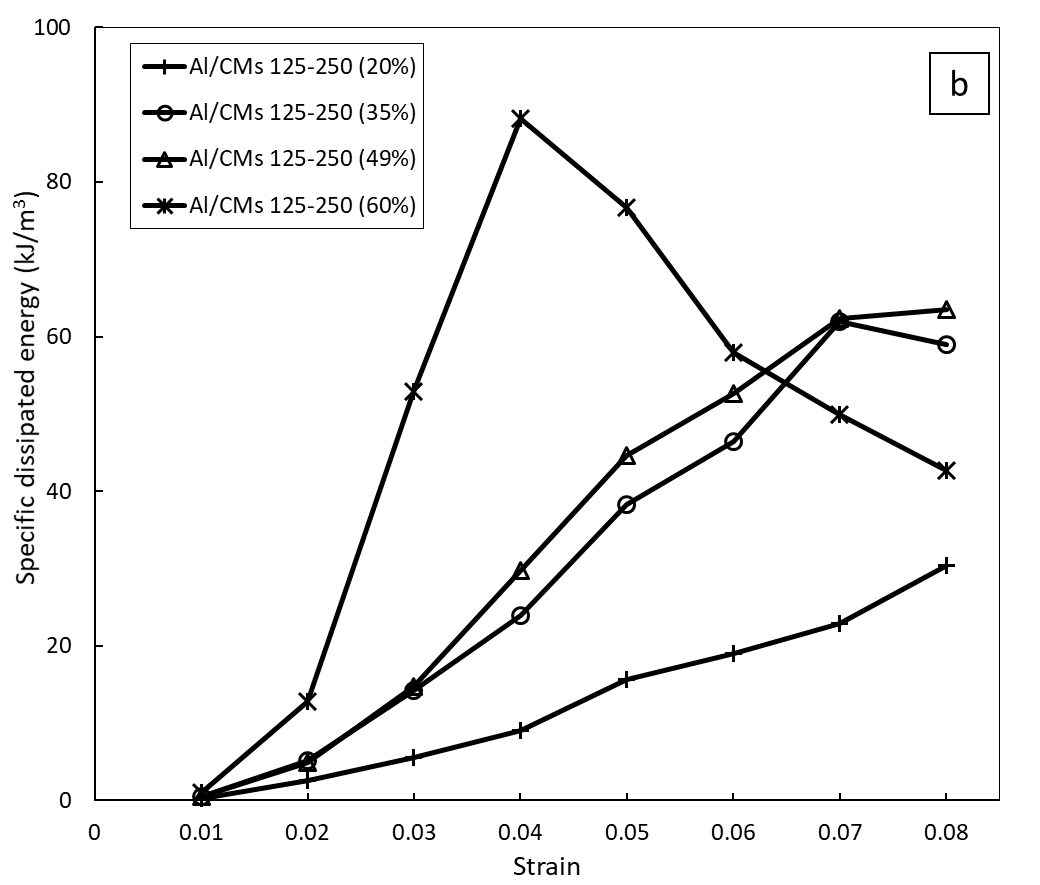 100
80
60
40
20
0
Specific dissipated energy (kJ/m³)
Al/CMs 125-250 (20%)
Al/CMs 125-250 (35%)
Al/CMs 125-250 (49%)
Al/CMs 125-250 (60%)
b
0 0.01 0.02 0.03 0.04 0.05 0.06 0.07 0.08
Strain